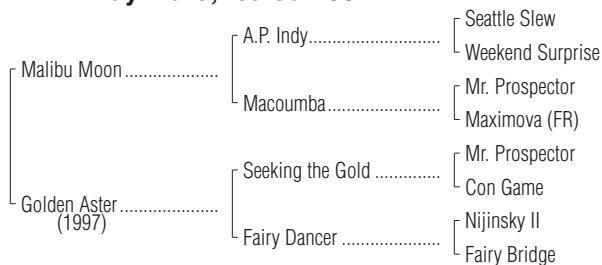 A.P. Indy
Seattle Slew
Weekend Surprise
Malibu Moon
Macoumba
Mr. Prospector
Maximova (FR)
Seeking the Gold
Mr. Prospector
Con Game
Golden Aster
(1997)
Fairy Dancer
Nijinsky II
Fairy Bridge